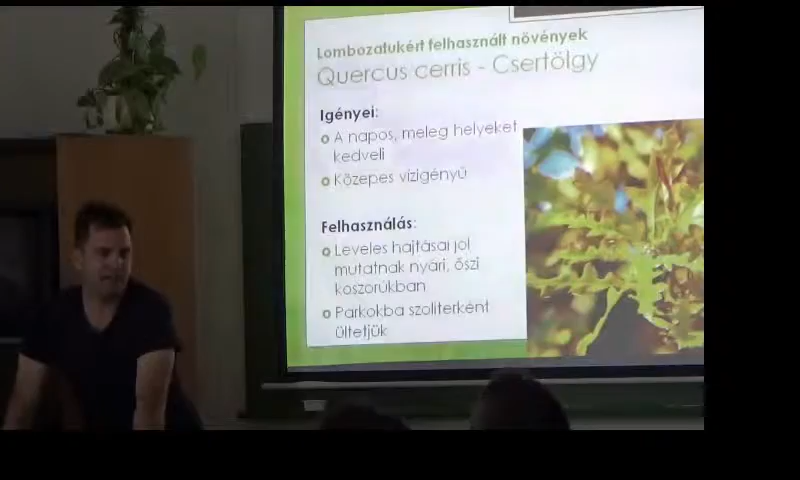 Lombozatukért felhasznált növények
Quercus cerris - Csertölgy
Igényei:
A napos, meleg helyeket
kedveli
Közepes vízigényű
Felhasználás:
Leveles hajtásai jól
mutatnak nyári, őszi
koszorúkban
Parkokba szoliterként
ültetjük